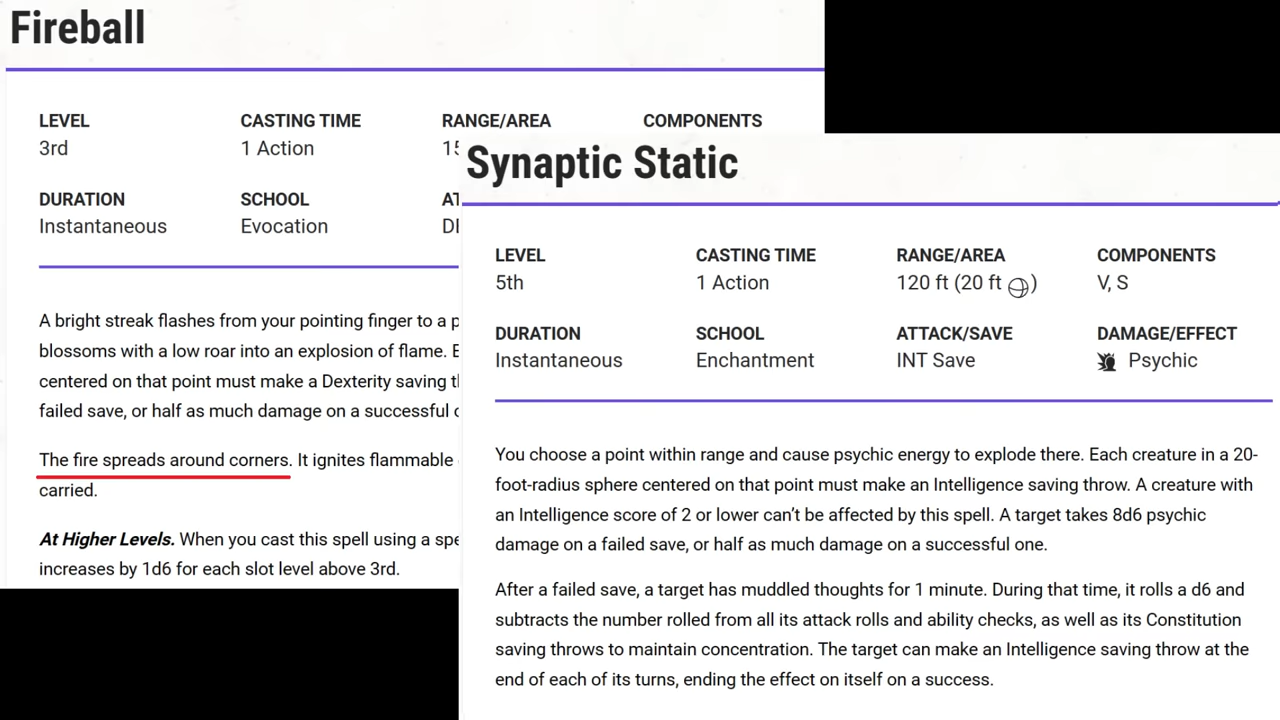 Fireball
LEVEL CASTING TIME RANGE/AREA COMPONENTS
3rd 1 Action
DURATION SCHOOL
Instantaneous Evocation
A bright streak flashes from your pointing finger to a
blossoms with a low roar into an explosion of flame.
centered on that point must make a Dexterity saving
failed save, or half as much damage on a successful
The fire spreads around corners. It ignites flammable
carried.
At Higher Levels. When you cast this spell using a
increases by 1d6 for each slot level above 3rd.
Synaptic Static
LEVEL CASTING TIME RANGE/AREA COMPONENTS
5th 1 Action 120 ft (20 ft ) V, S
DURATION SCHOOL ATTACK/SAVE DAMAGE/EFFECT
Instantaneous Enchantment INT Save Psychic
You choose a point within range and cause psychic energy to explode there. Each creature in a 20-
foot-radius sphere centered on that point must make an Intelligence saving throw. A creature with
an Intelligence score of 2 or lower can't be affected by this spell. A target takes 8d6 psychic
damage on a failed save, or half as much damage on a successful one.
After a failed save, a target has muddled thoughts for 1 minute. During that time, it rolls a d6 and
subtracts the number rolled from all its attack rolls and ability checks, as well as its Constitution
saving throws to maintain concentration. The target can make an Intelligence saving throw at the
end of each of its turns, ending the effect on itself on a success.